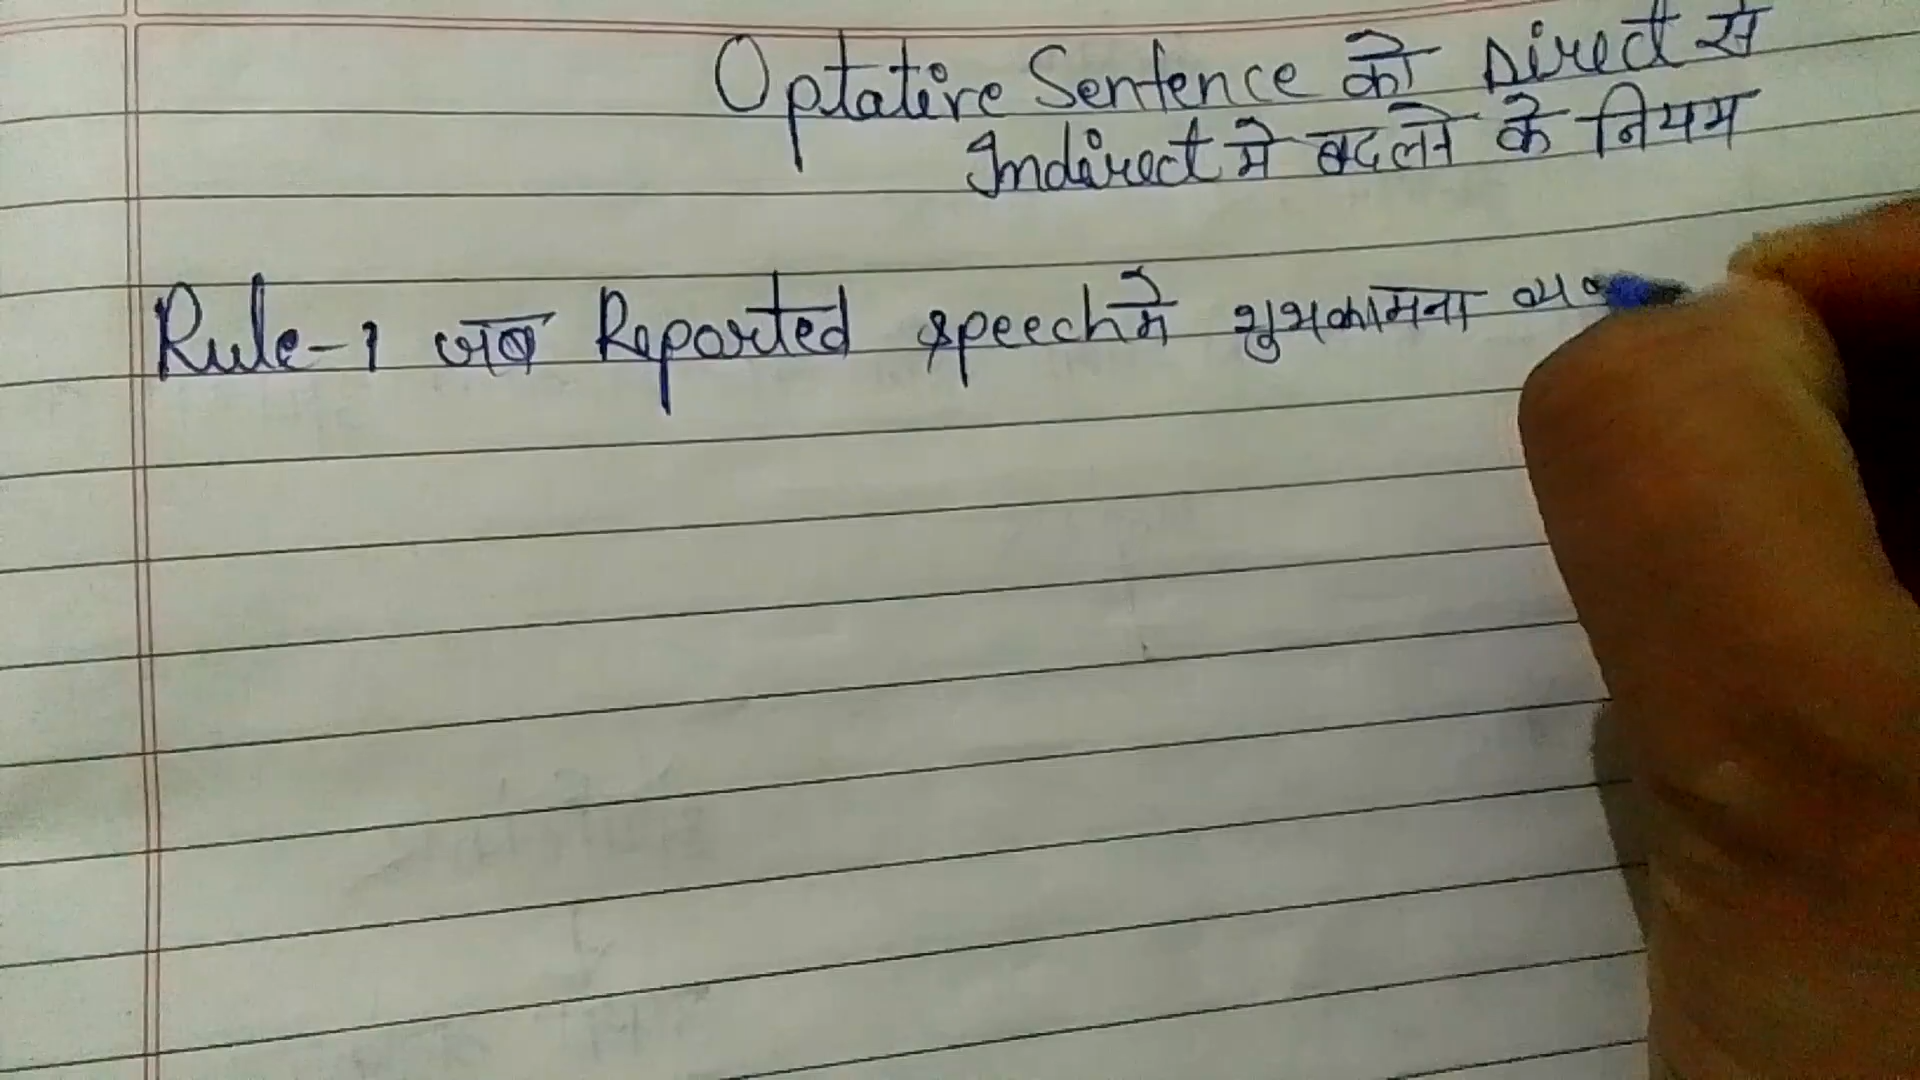 Optative Sentence को Direct से
Indirect मे बदलने के नियम
Rule-1 जब Reported speech मे शुभकामना